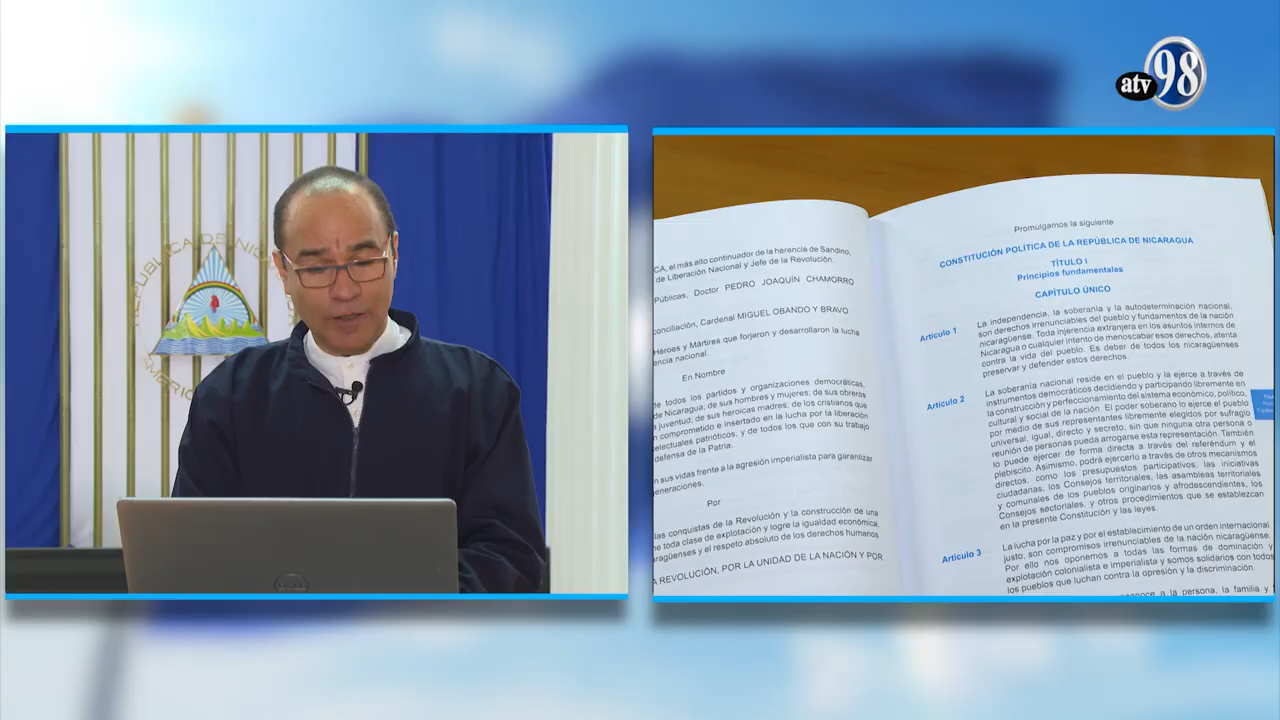 atv 98
REPÚBLICA DE NI
AMÉRICA
DELL
CA, el más alto continuador de la herencia de Sandino,
de Liberación Nacional y Jefe de la Revolución.
Públicas, Doctor PEDRO JOAQUÍN CHAMORRO
conciliación, Cardenal MIGUEL OBANDO Y BRAVO.
Héroes y Mártires que forjaron y desarrollaron la lucha
encia nacional.
En Nombre
de todos los partidos y organizaciones democráticas,
de Nicaragua; de sus hombres y mujeres; de sus obreros
a juventud; de sus heroicas madres; de los cristianos que
n comprometido e insertado en la lucha por la liberación
electuales patrióticos; y de todos los que con su trabajo
defensa de la Patria.
n sus vidas frente a la agresión imperialista para garantizar
eneraciones.
Por
las conquistas de la Revolución y la construcción de una
ne toda clase de explotación y logre la igualdad económica,
aragüenses y el respeto absoluto de los derechos humanos
A REVOLUCIÓN, POR LA UNIDAD DE LA NACIÓN Y POR
Promulgamos la siguiente
CONSTITUCIÓN POLÍTICA DE LA REPÚBLICA DE NICARAGUA
TÍTULO I
Principios fundamentales
CAPÍTULO ÚNICO
Artículo 1
La independencia, la soberanía y la autodeterminación nacional,
son derechos irrenunciables del pueblo y fundamentos de la nación
nicaragüense. Toda injerencia extranjera en los asuntos internos de
Nicaragua o cualquier intento de menoscabar esos derechos, atenta
contra la vida del pueblo. Es deber de todos los nicaragüenses
preservar y defender estos derechos.
Artículo 2
La soberanía nacional reside en el pueblo y la ejerce a través de
instrumentos democráticos decidiendo y participando libremente en
la construcción y perfeccionamiento del sistema económico, político,
cultural y social de la nación. El poder soberano lo ejerce el pueblo
por medio de sus representantes libremente elegidos por sufragio
universal, igual, directo y secreto, sin que ninguna otra persona o
reunión de personas pueda arrogarse esta representación. También
lo puede ejercer de forma directa a través del referéndum y el
plebiscito. Asimismo, podrá ejercerlo a través de otros mecanismos
directos, como los presupuestos participativos, las iniciativas
ciudadanas, los Consejos territoriales, las asambleas territoriales
y comunales de los pueblos originarios y afrodescendientes, los
Consejos sectoriales, y otros procedimientos que se establezcan
en la presente Constitución y las leyes.
Artículo 3
La lucha por la paz y por el establecimiento de un orden internacional
justo, son compromisos irrenunciables de la nación nicaragüense.
Por ello nos oponemos a todas las formas de dominación y
explotación colonialista e imperialista y somos solidarios con todos
los pueblos que luchan contra la opresión y la discriminación.
onoce a la persona, la familia y